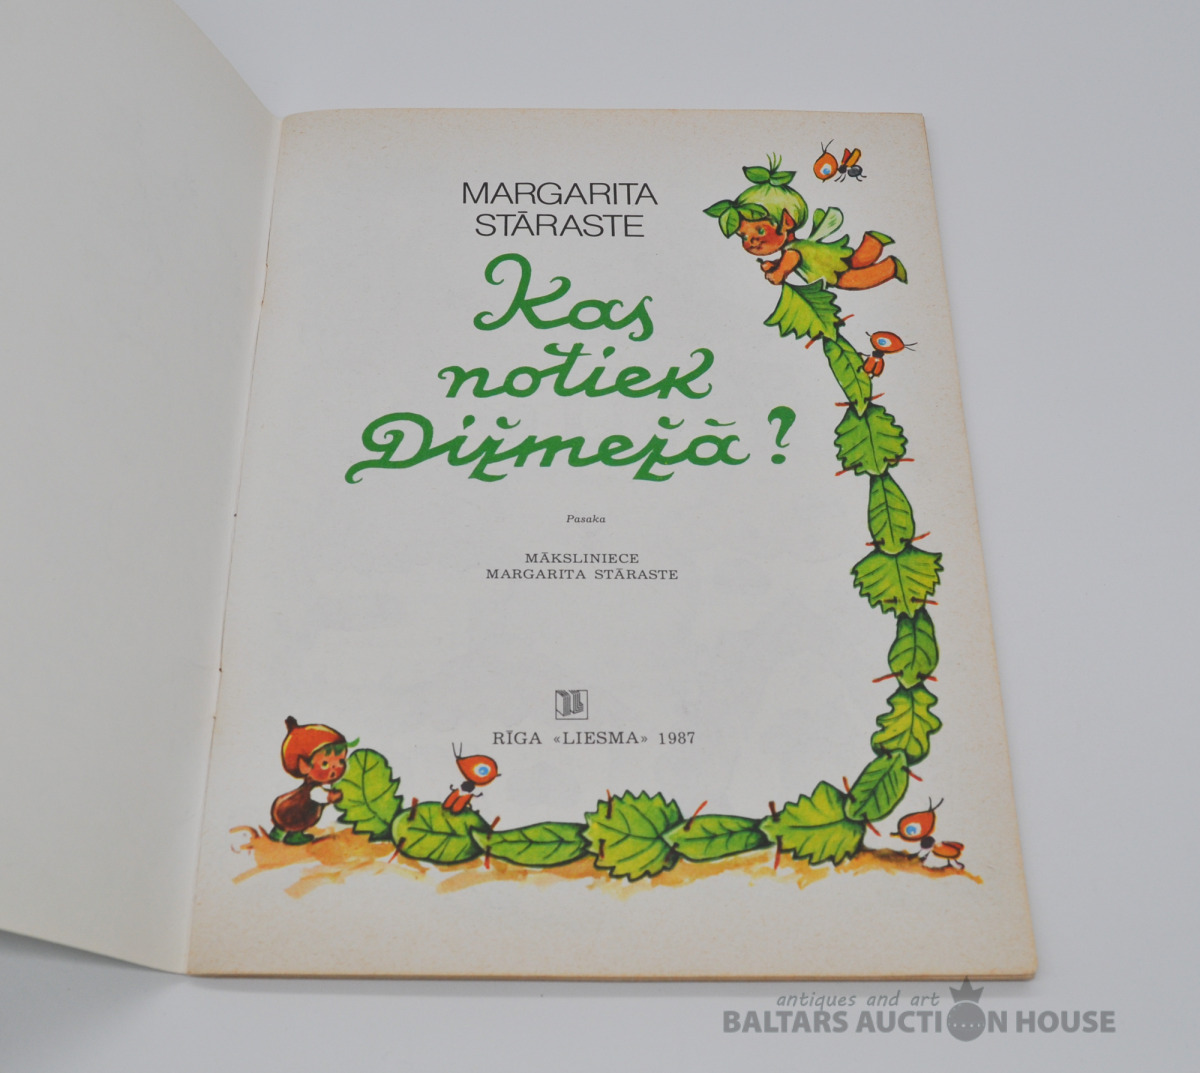 MARGARITA
STĀRASTE
Kas
notiek
Dižmežā?
Pasaka
MĀKSLINIECE
MARGARITA STĀRASTE
RĪGA «LIESMA» 1987
antiques and art
BALTARS AUCTION HOUSE